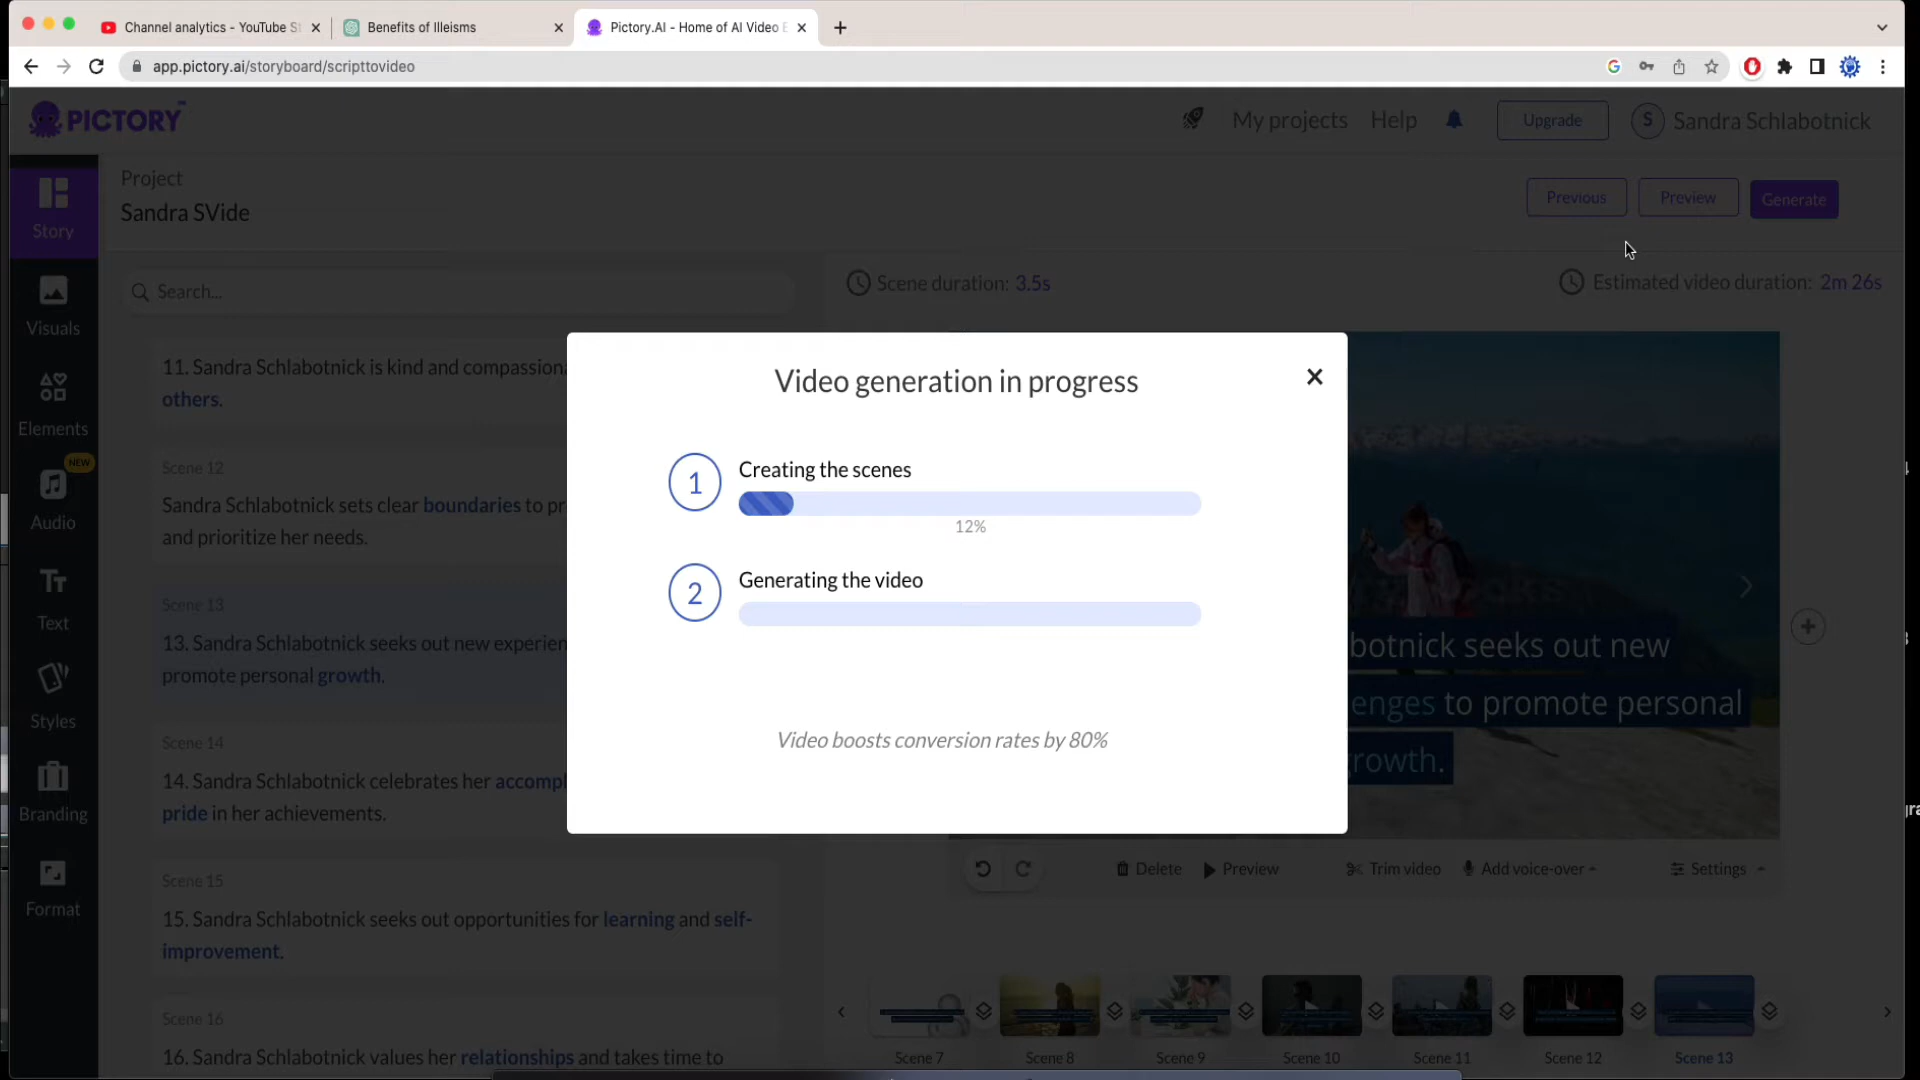 Channel analytics - YouTube St
Benefits of Illeisms
Pictory.AI - Home of AI Video E
app.pictory.ai/storyboard/scripttovideo
PICTORY
My projects
Help
Upgrade
S
Sandra Schlabotnick
Story
Visuals
Elements
NEW
Audio
Text
Styles
Branding
Format
Project
Sandra SVide
Previous
Preview
Generate
Search...
Scene duration: 3.5s
Estimated video duration: 2m 26s
11. Sandra Schlabotnick is kind and compassiona
others.
Scene 12
Sandra Schlabotnick sets clear boundaries to pr
and prioritize her needs.
Scene 13
13. Sandra Schlabotnick seeks out new experien
promote personal growth.
Scene 14
14. Sandra Schlabotnick celebrates her accompl
pride in her achievements.
Scene 15
15. Sandra Schlabotnick seeks out opportunities for learning and self-
improvement.
Scene 16
16. Sandra Schlabotnick values her relationships and takes time to
Video generation in progress
1
Creating the scenes
12%
2
Generating the video
Video boosts conversion rates by 80%
botnick seeks out new
enges to promote personal
rowth.
Delete
Preview
Trim video
Add voice-over
Settings
Scene 7
Scene 8
Scene 9
Scene 10
Scene 11
Scene 12
Scene 13